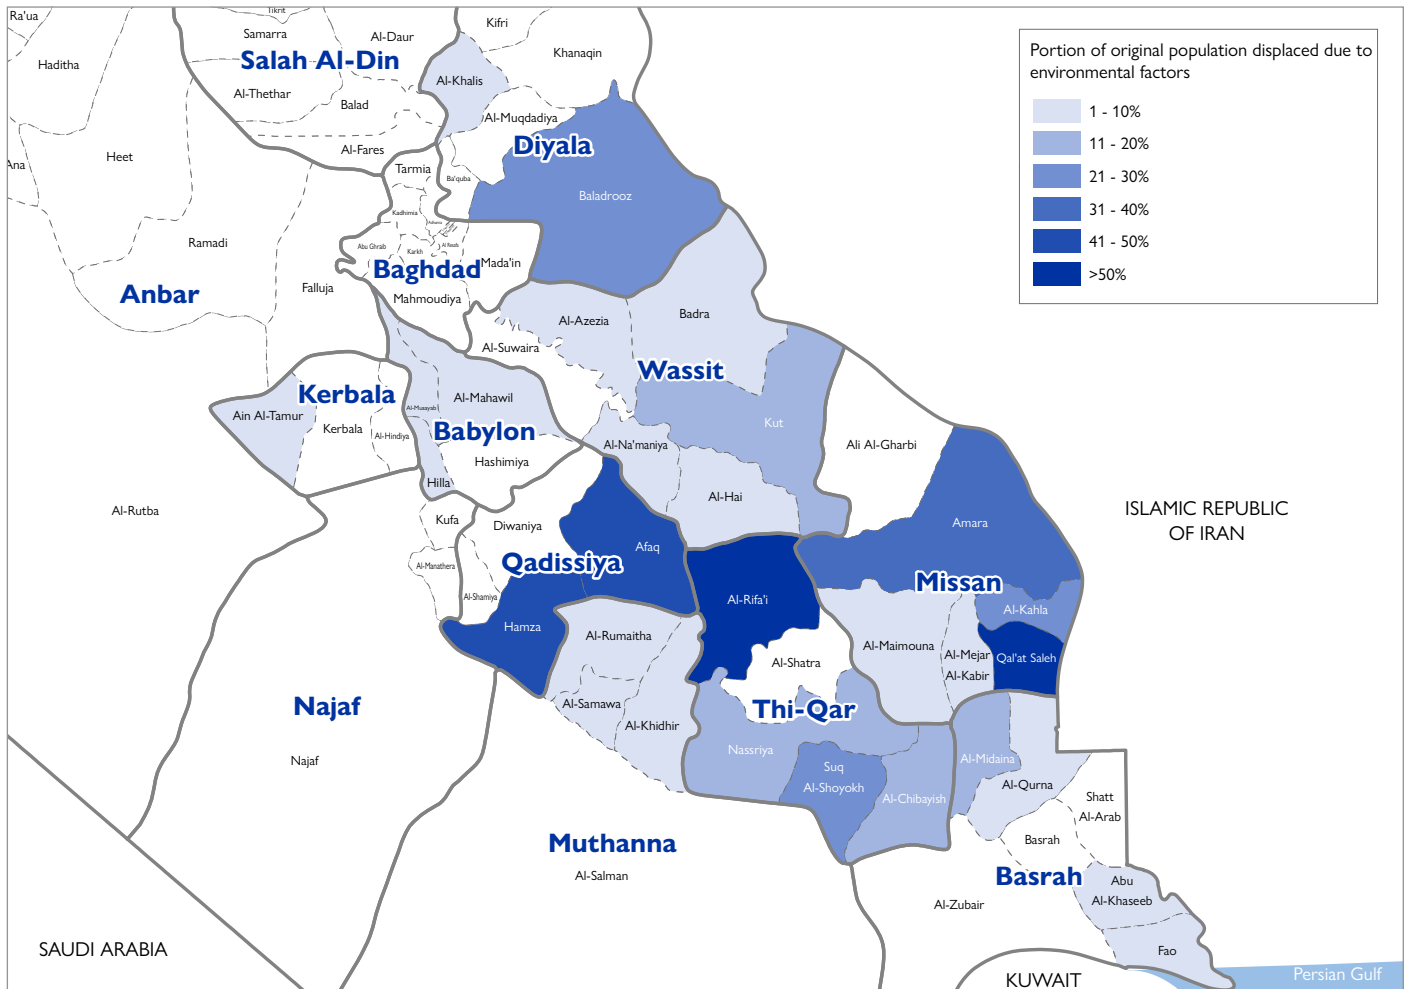 Portion of original population displaced due to
environmental factors
1 - 10%
11 - 20%
21 - 30%
31 - 40%
41 - 50%
>50%
Ra'ua
Haditha
Ana
Heet
Ramadi
Anbar
Falluja
Al-Rutba
Tikrit
Samarra
Al-Daur
Salah Al-Din
Al-Thethar
Balad
Al-Fares
Kifri
Khanaqin
Al-Khalis
Al-Muqdadiya
Diyala
Ba'quba
Baladrooz
Tarmia
Kadhimia
Abu Ghrab
Karkh
Baghdad
Mada'in
Mahmoudiya
Al-Azezia
Badra
Al-Suwaira
Wassit
Kut
Al-Na'maniya
Al-Hai
Kerbala
Ain Al-Tamur
Kerbala
Al-Hindiya
Al-Musayab
Al-Mahawil
Babylon
Hashimiya
Hilla
Kufa
Al-Manathera
Najaf
Najaf
Diwaniya
Qadissiya
Afaq
Al-Shamiya
Hamza
Ali Al-Gharbi
Amara
Missan
Al-Kahla
Al-Maimouna
Al-Mejar
Al-Kabir
Qal'at Saleh
Al-Rifa'i
Al-Shatra
Thi-Qar
Nassriya
Suq
Al-Shoyokh
Al-Chibayish
Al-Rumaitha
Al-Samawa
Al-Khidhir
Muthanna
Al-Salman
Al-Midaina
Al-Qurna
Shatt
Al-Arab
Basrah
Basrah
Abu
Al-Khaseeb
Al-Zubair
Fao
ISLAMIC REPUBLIC
OF IRAN
SAUDI ARABIA
KUWAIT
Persian Gulf